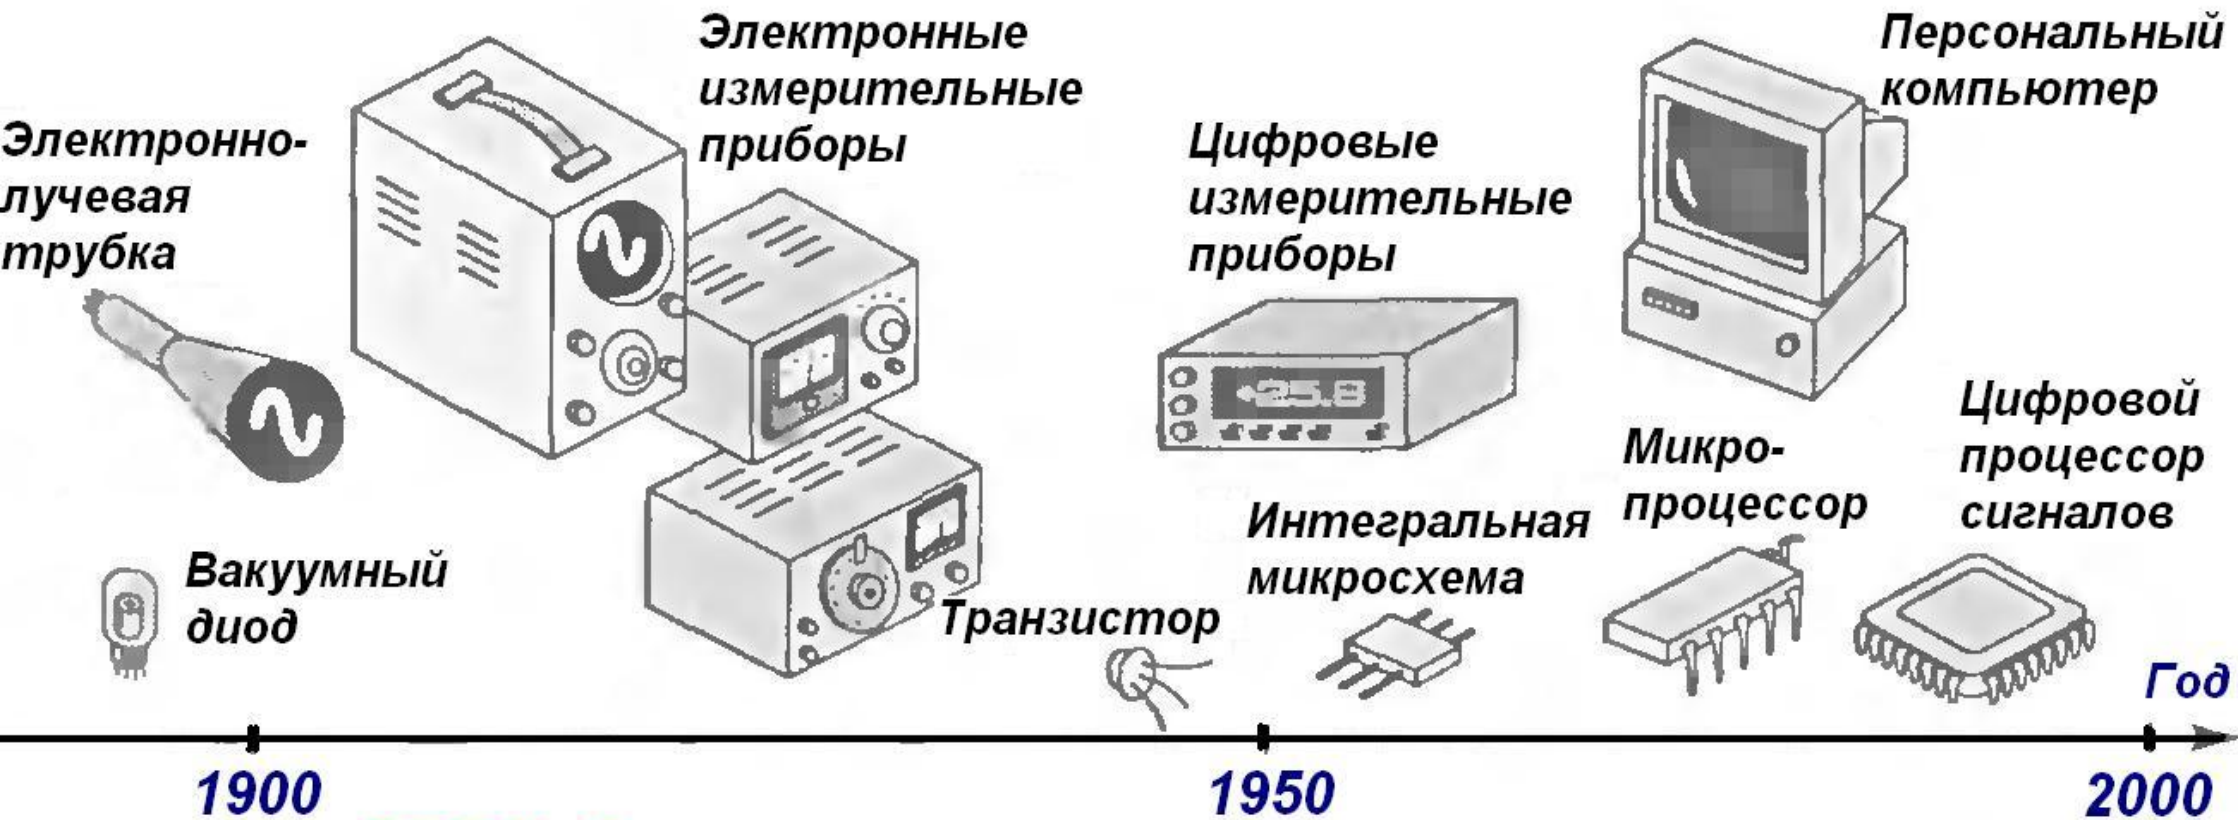 Электронно-
лучевая
трубка
Вакуумный
диод
Электронные
измерительные
приборы
Транзистор
Цифровые
измерительные
приборы
25.8
Интегральная
микросхема
Персональный
компьютер
Микро-
процессор
Цифровой
процессор
сигналов
Год
1900
1950
2000